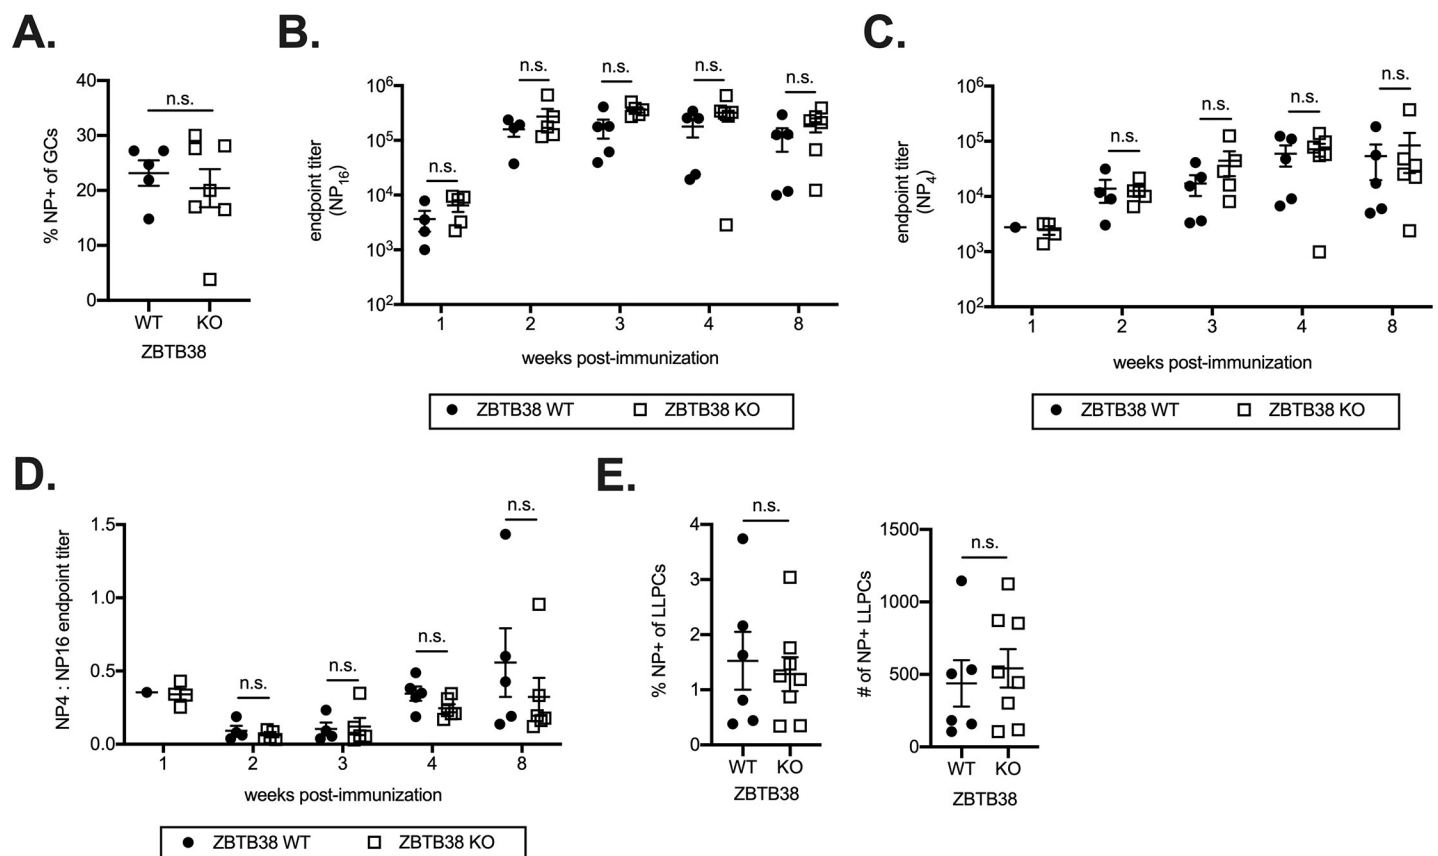 A.
40
30
20
10
0
% NP+ of GCs
n.s.
WT KO
ZBTB38
B.
10⁶
10⁵
10⁴
10³
10²
endpoint titer
(NP₁₆)
n.s. n.s. n.s. n.s. n.s.
1 2 3 4 8
weeks post-immunization
ZBTB38 WT ZBTB38 KO
C.
10⁶
10⁵
10⁴
10³
10²
endpoint titer
(NP₄)
n.s. n.s. n.s. n.s.
1 2 3 4 8
weeks post-immunization
ZBTB38 WT ZBTB38 KO
D.
1.5
1.0
0.5
0.0
NP4 : NP16 endpoint titer
n.s. n.s. n.s. n.s.
1 2 3 4 8
weeks post-immunization
ZBTB38 WT ZBTB38 KO
E.
4
3
2
1
0
% NP+ of LLPCs
n.s.
WT KO
ZBTB38
1500
1000
500
0
# of NP+ LLPCs
n.s.
WT KO
ZBTB38